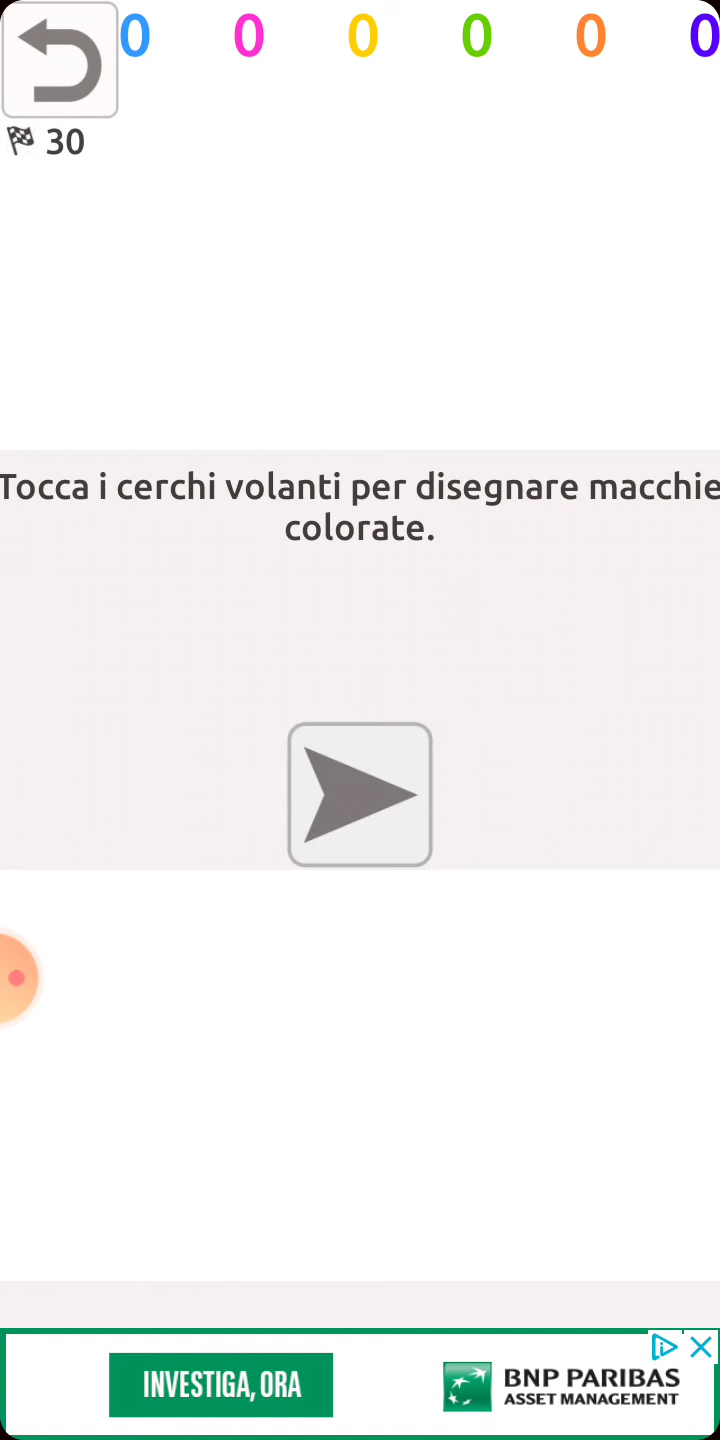 0 0 0 0 0 0
30
Tocca i cerchi volanti per disegnare macchie
colorate.
INVESTIGA, ORA
BNP PARIBAS
ASSET MANAGEMENT